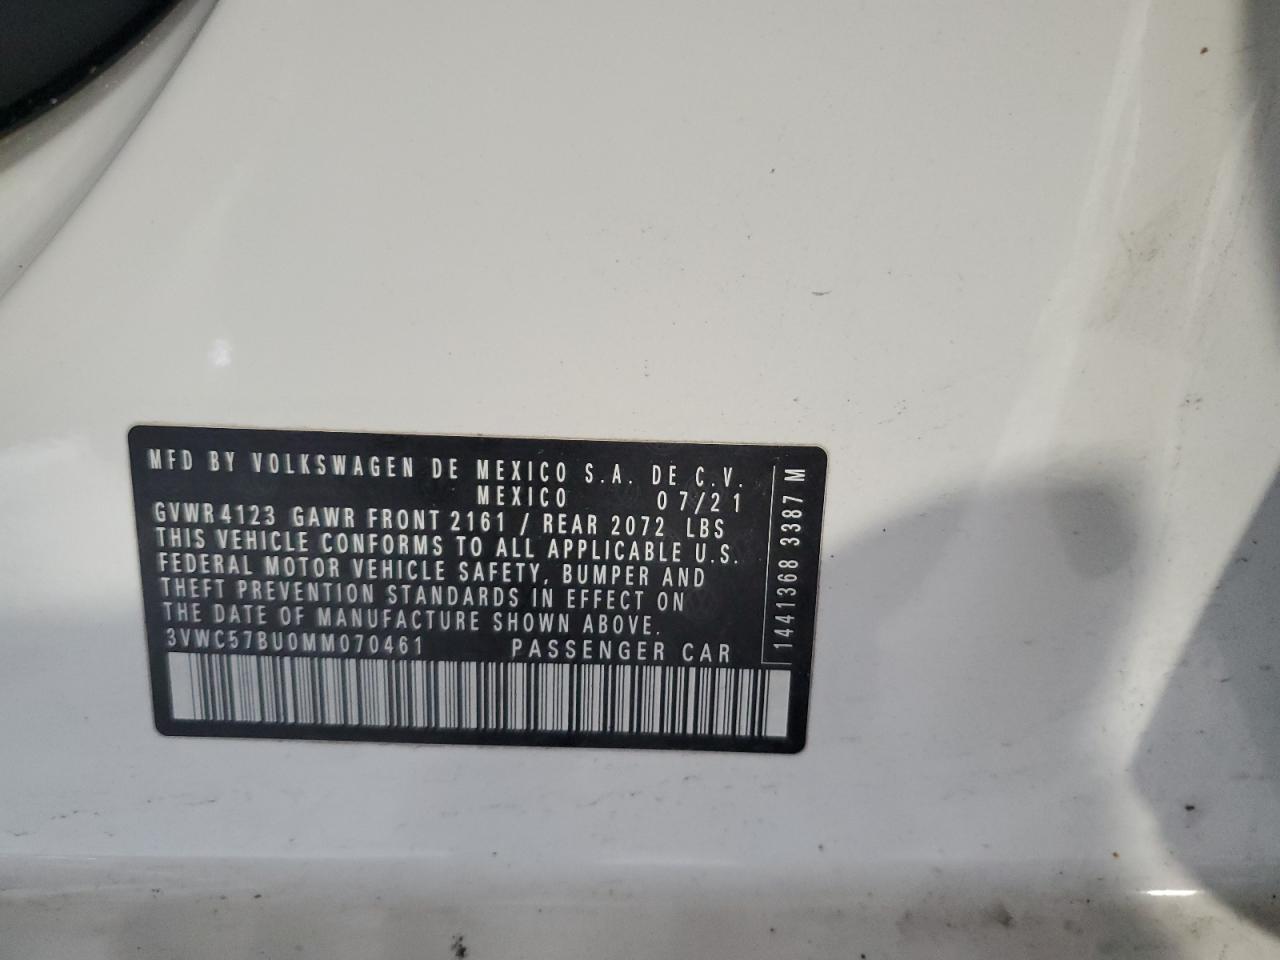 MFD BY VOLKSWAGEN DE MEXICO S.A. DE C.V.
MEXICO 07/21
GVWR 4123 GAWR FRONT 2161 / REAR 2072 LBS
THIS VEHICLE CONFORMS TO ALL APPLICABLE U.S.
FEDERAL MOTOR VEHICLE SAFETY, BUMPER AND
THEFT PREVENTION STANDARDS IN EFFECT ON
THE DATE OF MANUFACTURE SHOWN ABOVE.
3VWC57BU0MM070461 PASSENGER CAR
1441368 3387 M